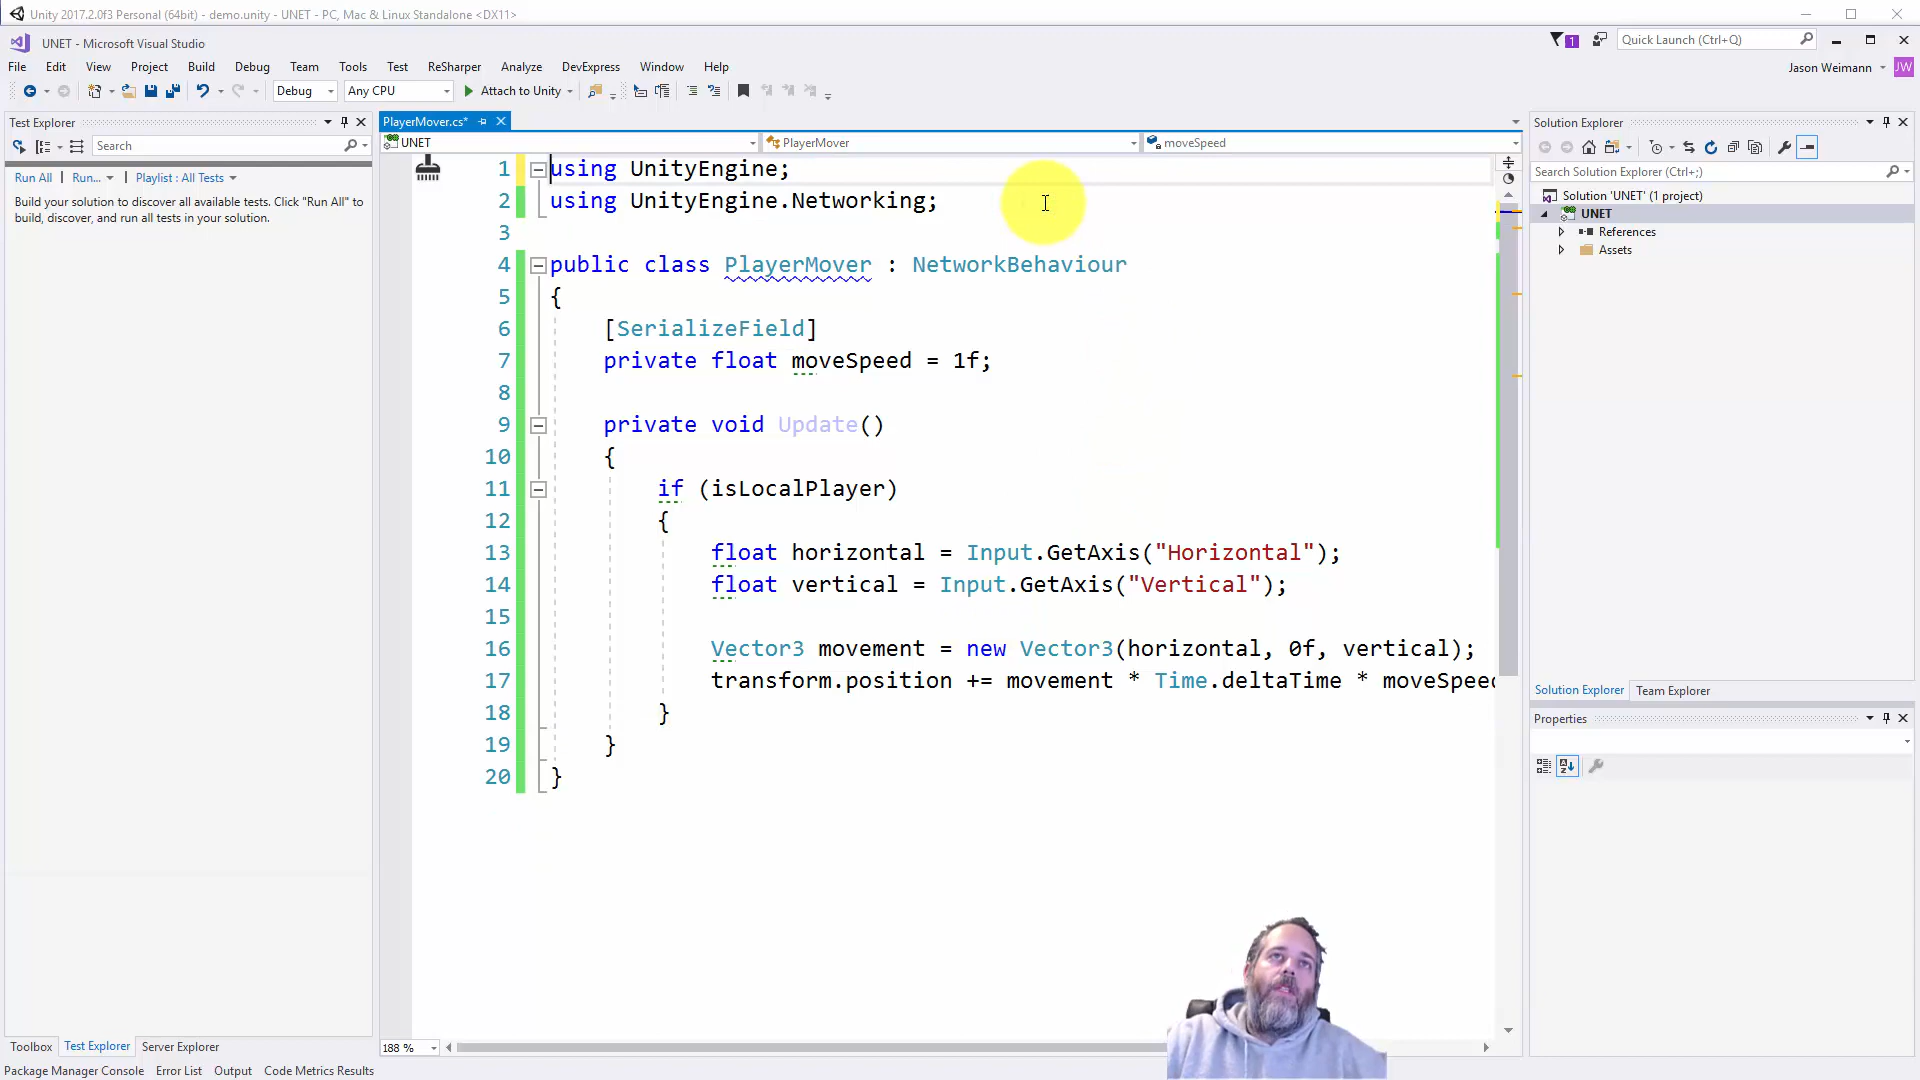 Unity 2017.2.0f3 Personal (64bit) - demo.unity - UNET - PC, Mac & Linux Standalone <DX11>
UNET - Microsoft Visual Studio
1
Quick Launch (Ctrl+Q)
File Edit View Project Build Debug Team Tools Test ReSharper Analyze DevExpress Window Help
Jason Weimann JW
Debug Any CPU Attach to Unity
Test Explorer
PlayerMover.cs*
Solution Explorer
UNET PlayerMover moveSpeed
Search
Search Solution Explorer (Ctrl+;)
Run All | Run... | Playlist : All Tests
Build your solution to discover all available tests. Click "Run All" to
build, discover, and run all tests in your solution.
Solution 'UNET' (1 project)
UNET
References
Assets
1 using UnityEngine;
2 using UnityEngine.Networking;
3
4 public class PlayerMover : NetworkBehaviour
5 {
6 [SerializeField]
7 private float moveSpeed = 1f;
8
9 private void Update()
10 {
11 if (isLocalPlayer)
12 {
13 float horizontal = Input.GetAxis("Horizontal");
14 float vertical = Input.GetAxis("Vertical");
15
16 Vector3 movement = new Vector3(horizontal, 0f, vertical);
17 transform.position += movement * Time.deltaTime * moveSpeed
18 }
19 }
20 }
Solution Explorer Team Explorer
Properties
188 %
Toolbox Test Explorer Server Explorer
Package Manager Console Error List Output Code Metrics Results